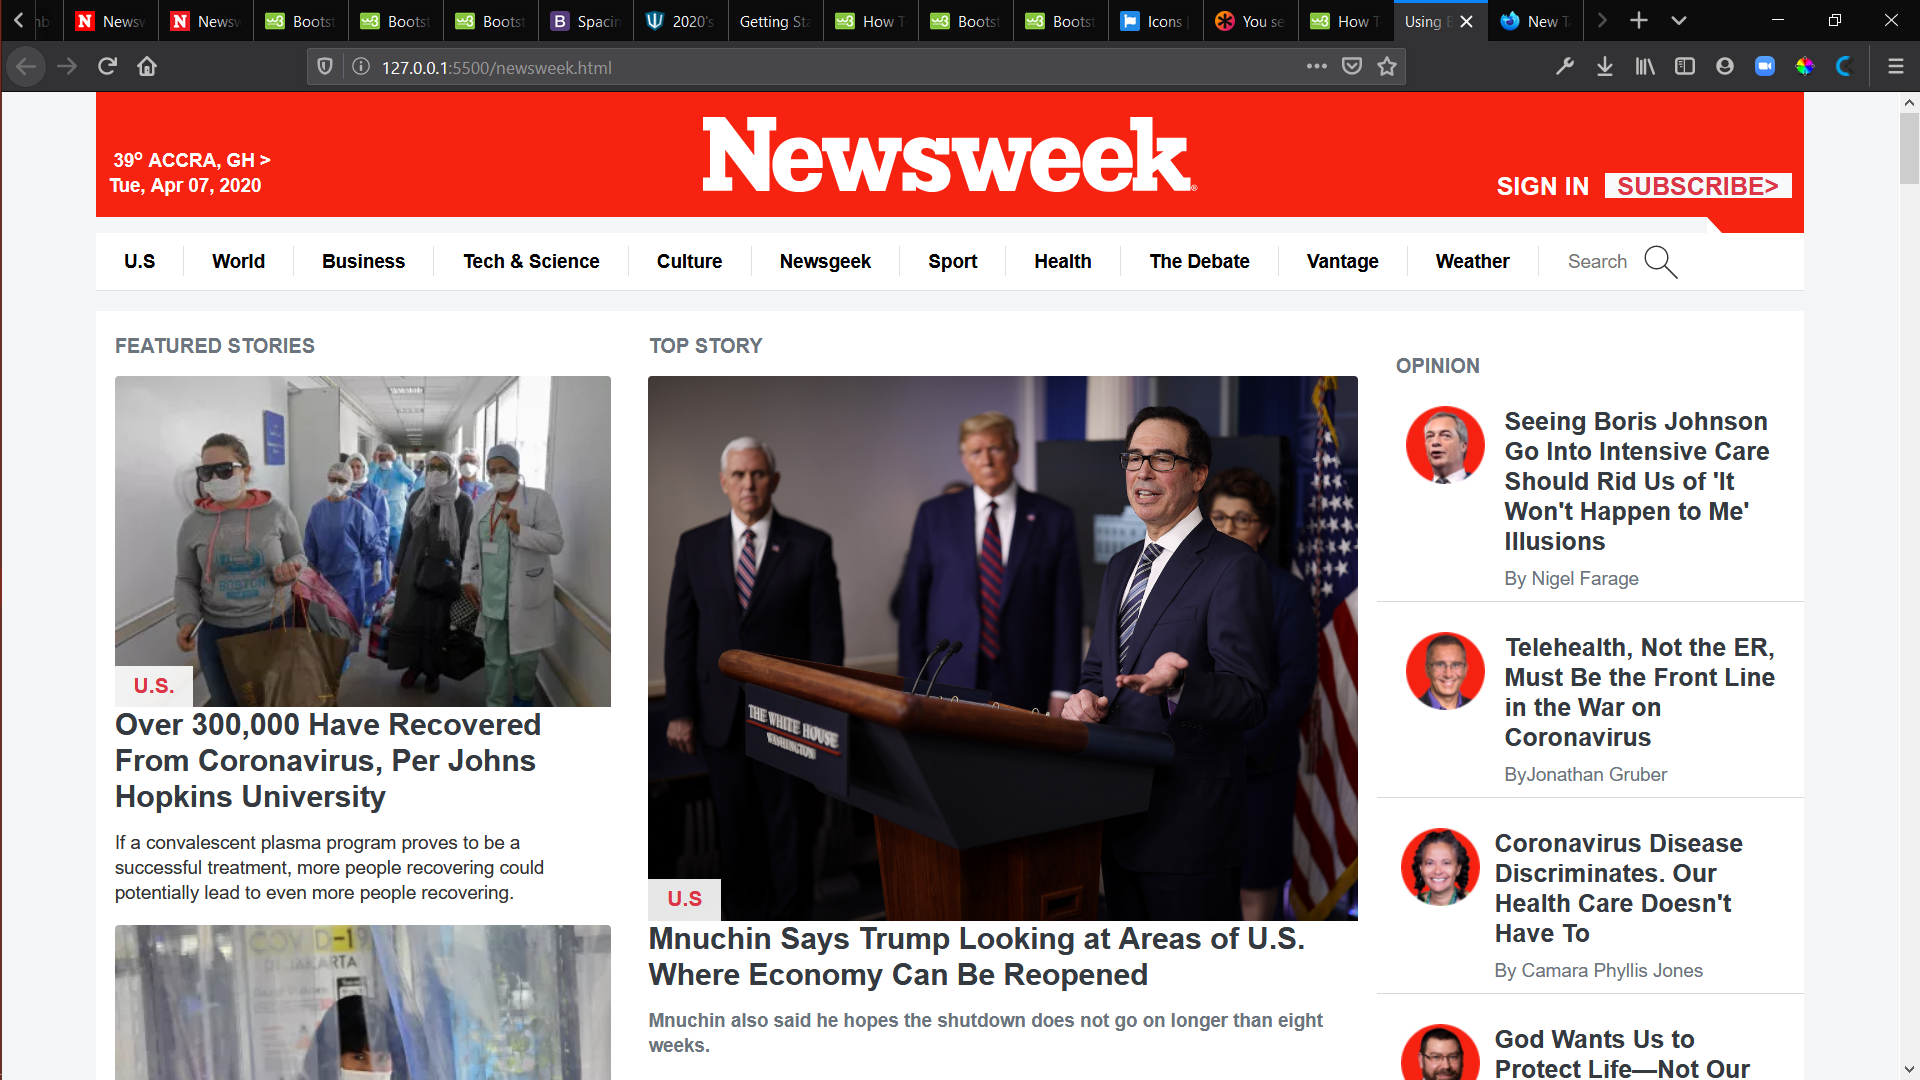 Newsw
Newsw
Bootst
Bootst
Bootst
Spacin
2020's
Getting Sta
How T
Bootst
Bootst
Icons
You se
How T
Using
New T
127.0.0.1:5500/newsweek.html
39° ACCRA, GH >
Tue, Apr 07, 2020
Newsweek
SIGN IN SUBSCRIBE>
U.S World Business Tech & Science Culture Newsgeek Sport Health The Debate Vantage Weather Search
FEATURED STORIES
BOSTON
U.S.
Over 300,000 Have Recovered
From Coronavirus, Per Johns
Hopkins University
If a convalescent plasma program proves to be a
successful treatment, more people recovering could
potentially lead to even more people recovering.
COVID-19
DI JAKARTA
TOP STORY
THE WHITE HOUSE
WASHINGTON
U.S
Mnuchin Says Trump Looking at Areas of U.S.
Where Economy Can Be Reopened
Mnuchin also said he hopes the shutdown does not go on longer than eight
weeks.
OPINION
Seeing Boris Johnson
Go Into Intensive Care
Should Rid Us of 'It
Won't Happen to Me'
Illusions
By Nigel Farage
Telehealth, Not the ER,
Must Be the Front Line
in the War on
Coronavirus
ByJonathan Gruber
Coronavirus Disease
Discriminates. Our
Health Care Doesn't
Have To
By Camara Phyllis Jones
God Wants Us to
Protect Life—Not Our